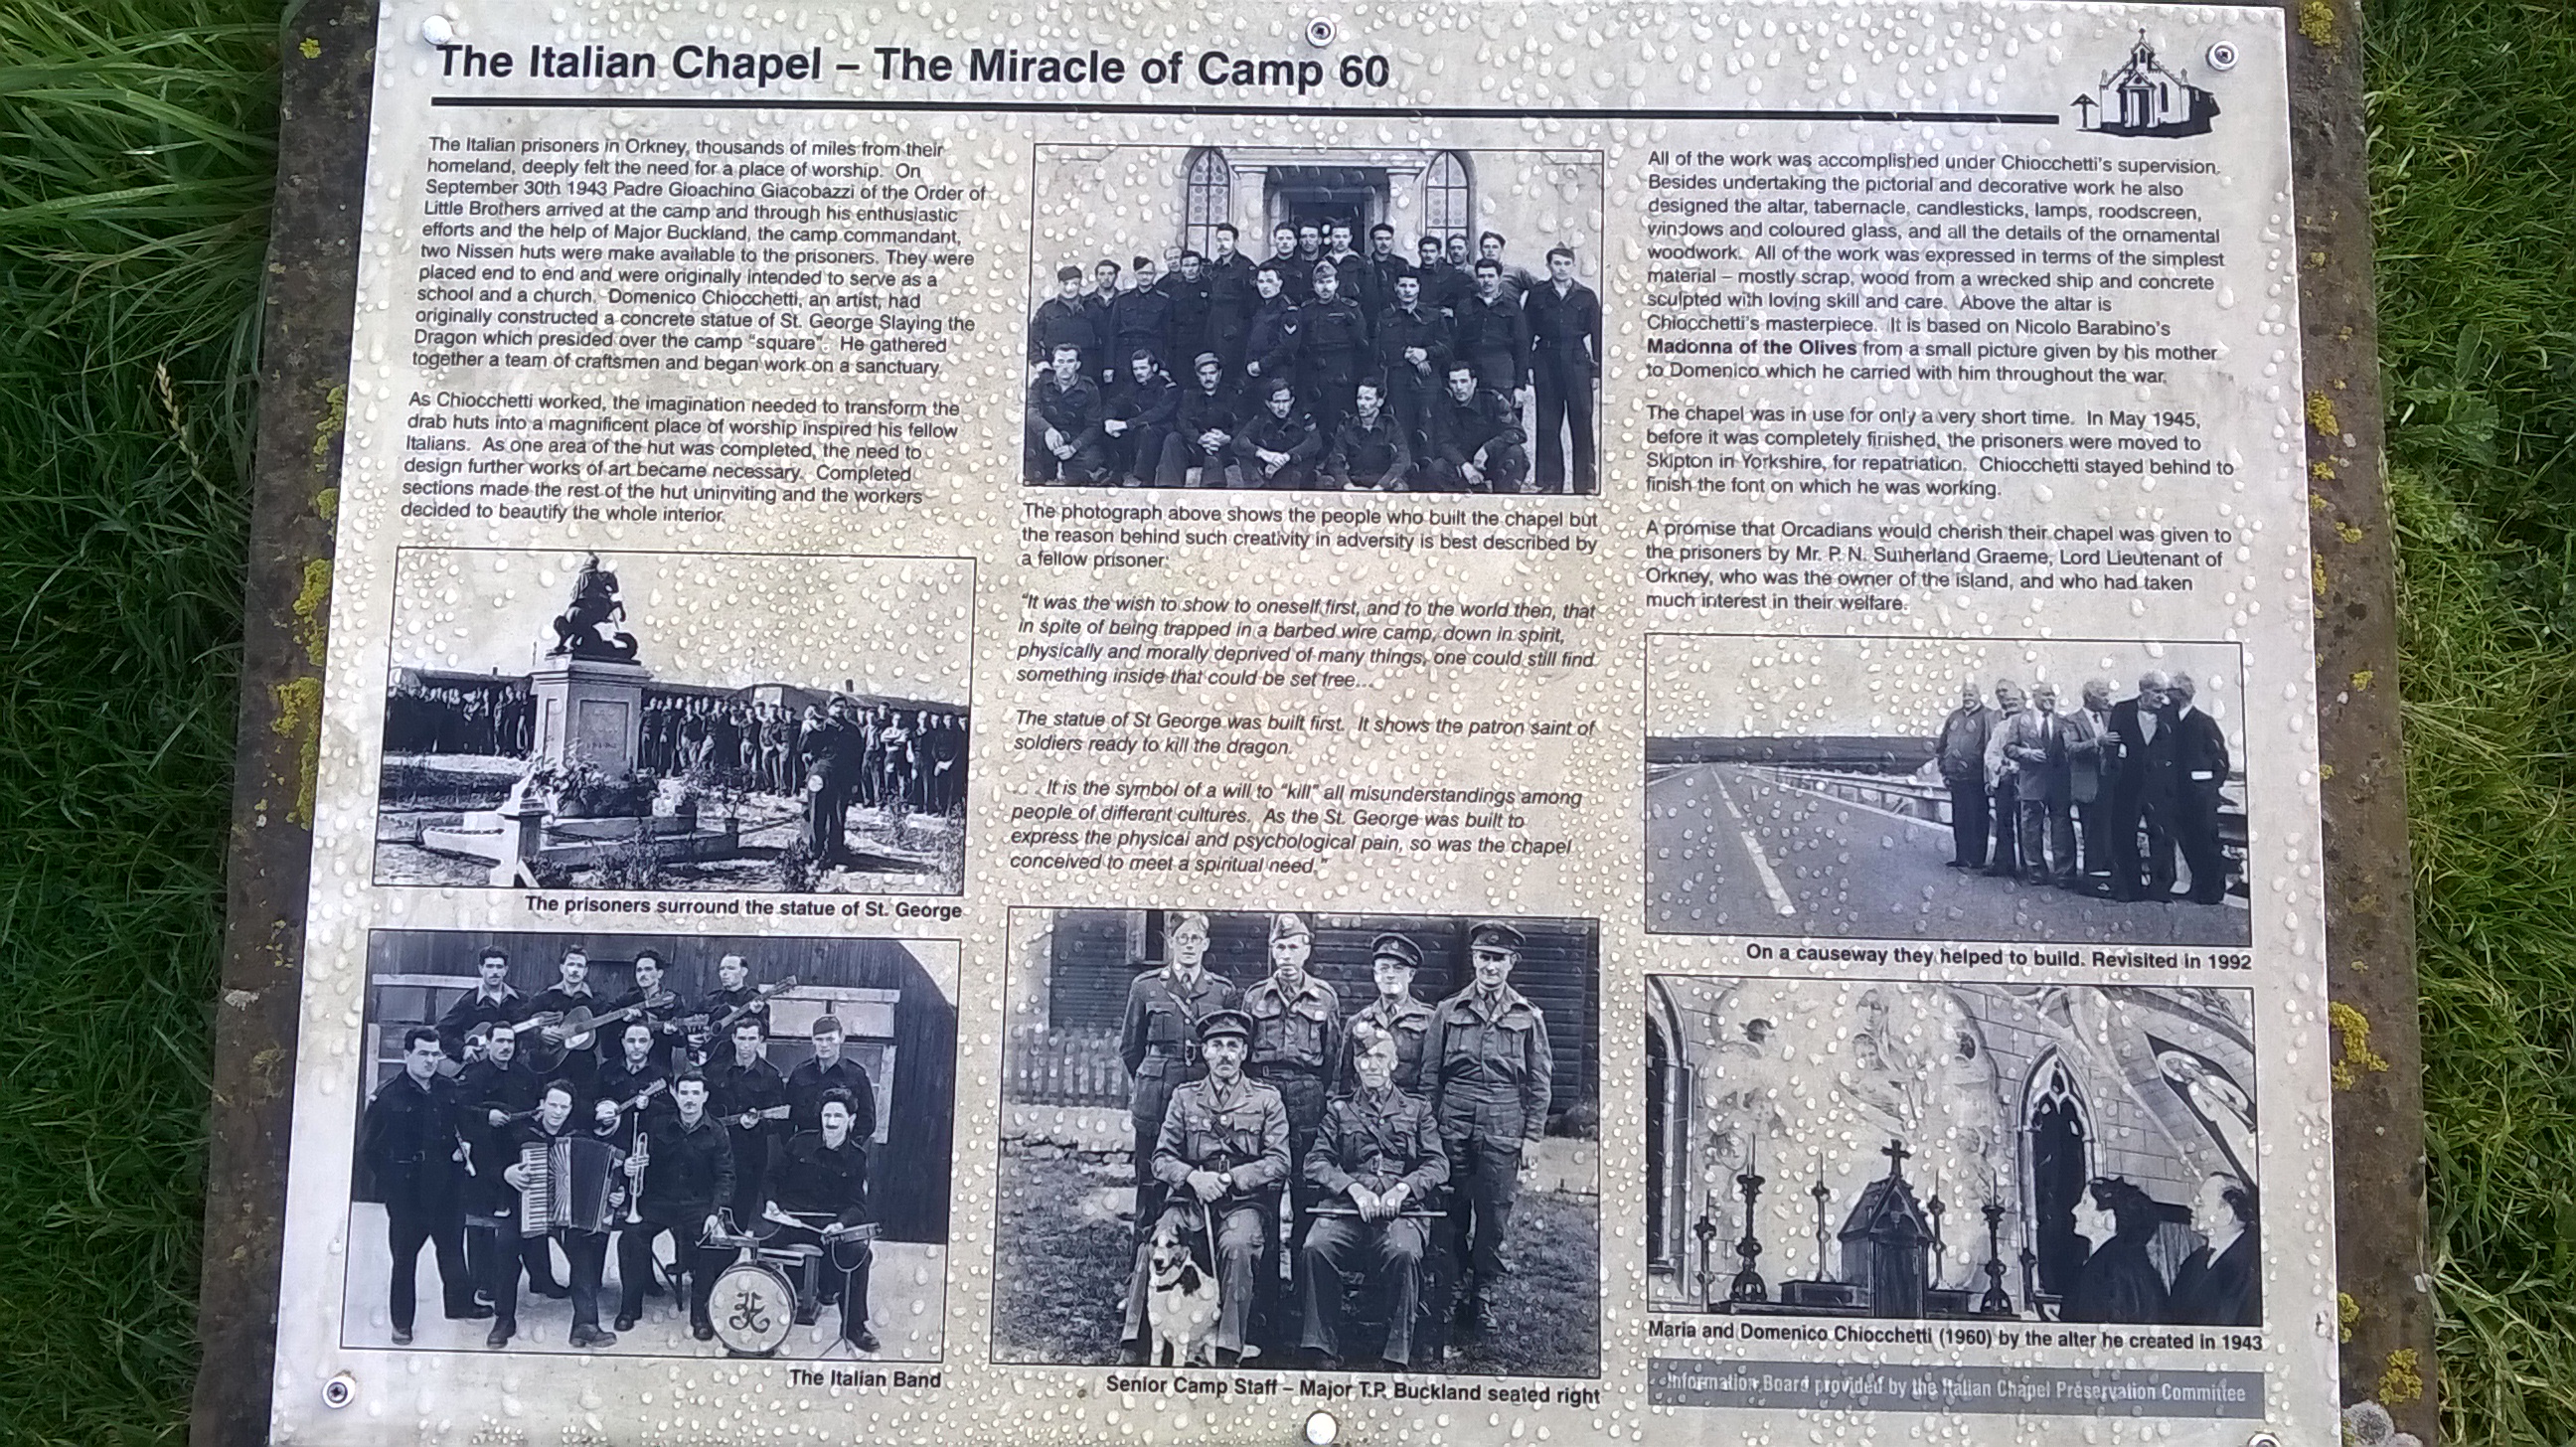 The Italian Chapel – The Miracle of Camp 60
The Italian prisoners in Orkney, thousands of miles from their
homeland, deeply felt the need for a place of worship. On
September 30th 1943 Padre Gioachino Giacobazzi of the Order of
Little Brothers arrived at the camp and through his enthusiastic
efforts and the help of Major Buckland, the camp commandant,
two Nissen huts were make available to the prisoners. They were
placed end to end and were originally intended to serve as a
school and a church. Domenico Chiocchetti, an artist, had
originally constructed a concrete statue of St. George Slaying the
Dragon which presided over the camp "square". He gathered
together a team of craftsmen and began work on a sanctuary.
As Chiocchetti worked, the imagination needed to transform the
drab huts into a magnificent place of worship inspired his fellow
Italians. As one area of the hut was completed, the need to
design further works of art became necessary. Completed
sections made the rest of the hut uninviting and the workers
decided to beautify the whole interior.
The prisoners surround the statue of St. George
The Italian Band
The photograph above shows the people who built the chapel but
the reason behind such creativity in adversity is best described by
a fellow prisoner:
"It was the wish to show to oneself first, and to the world then, that
in spite of being trapped in a barbed wire camp, down in spirit,
physically and morally deprived of many things, one could still find
something inside that could be set free...
The statue of St George was built first. It shows the patron saint of
soldiers ready to kill the dragon.
. . . It is the symbol of a will to "kill" all misunderstandings among
people of different cultures. As the St. George was built to
express the physical and psychological pain, so was the chapel
conceived to meet a spiritual need."
Senior Camp Staff – Major T.P. Buckland seated right
All of the work was accomplished under Chiocchetti's supervision.
Besides undertaking the pictorial and decorative work he also
designed the altar, tabernacle, candlesticks, lamps, roodscreen,
windows and coloured glass, and all the details of the ornamental
woodwork. All of the work was expressed in terms of the simplest
material – mostly scrap, wood from a wrecked ship and concrete
sculpted with loving skill and care. Above the altar is
Chiocchetti's masterpiece. It is based on Nicolo Barabino's
Madonna of the Olives from a small picture given by his mother
to Domenico which he carried with him throughout the war.
The chapel was in use for only a very short time. In May 1945,
before it was completely finished, the prisoners were moved to
Skipton in Yorkshire, for repatriation. Chiocchetti stayed behind to
finish the font on which he was working.
A promise that Orcadians would cherish their chapel was given to
the prisoners by Mr. P. N. Sutherland Graeme, Lord Lieutenant of
Orkney, who was the owner of the island, and who had taken
much interest in their welfare.
On a causeway they helped to build. Revisited in 1992
Maria and Domenico Chiocchetti (1960) by the alter he created in 1943
Information Board provided by the Italian Chapel Preservation Committee